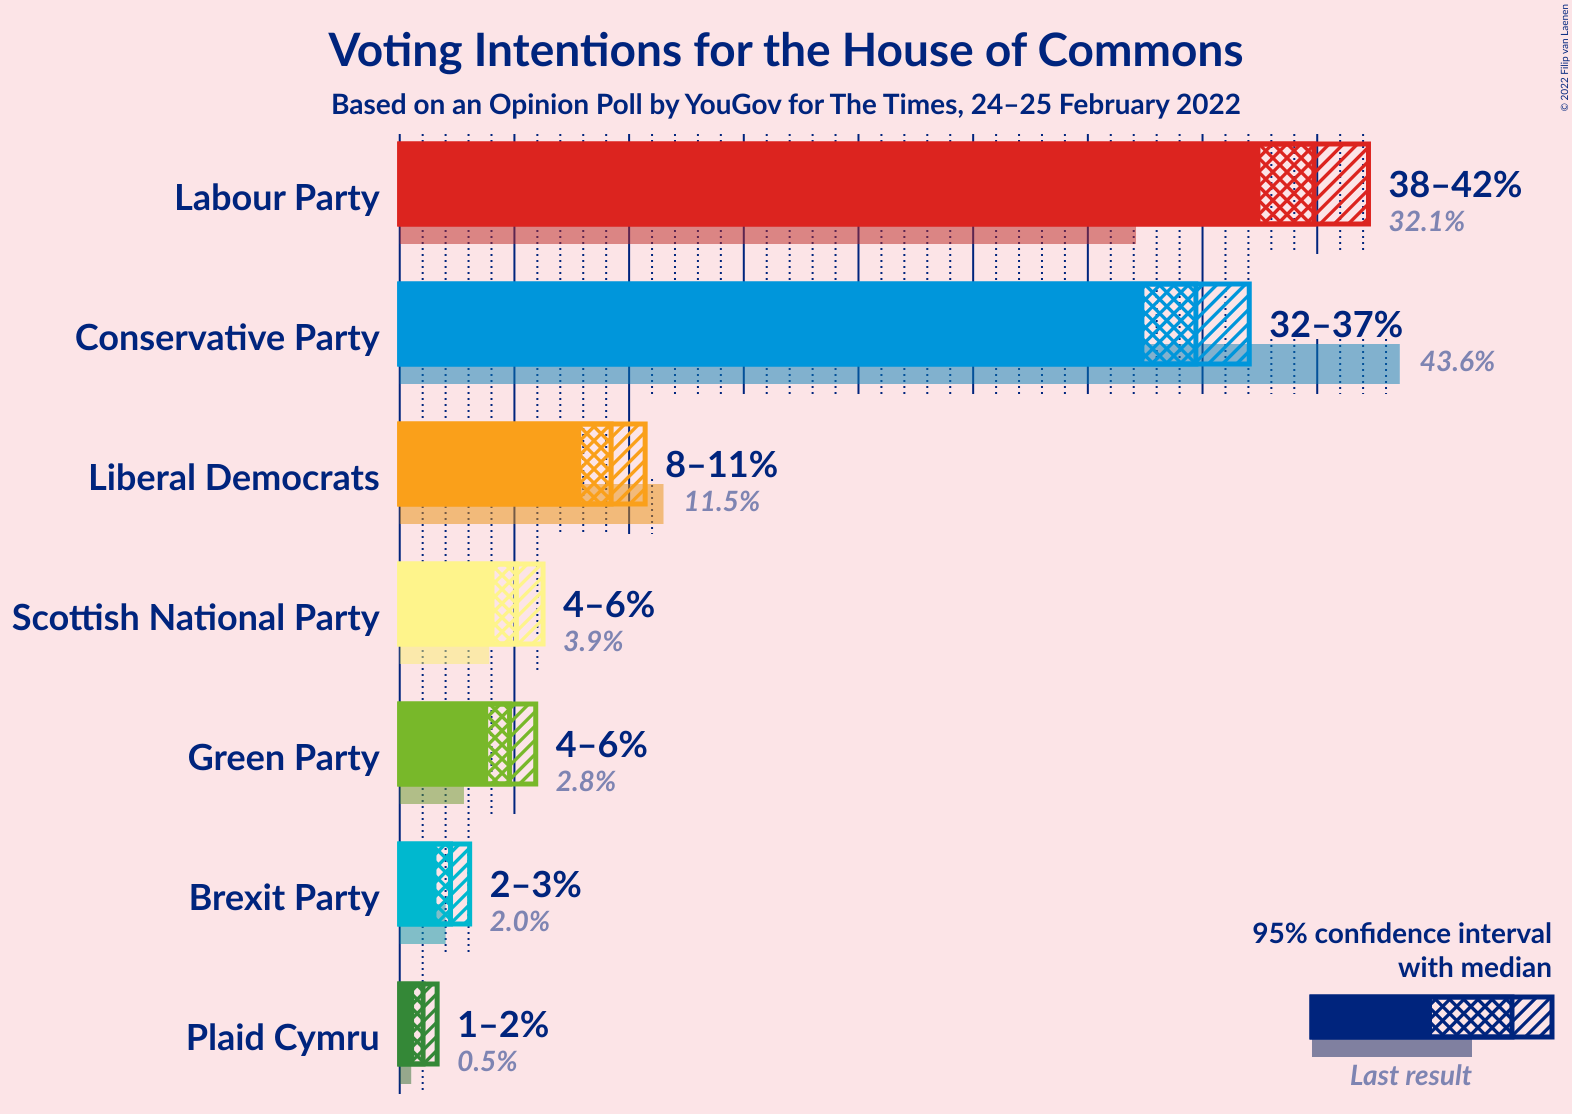 Voting Intentions for the House of Commons
Based on an Opinion Poll by YouGov for The Times, 24–25 February 2022
© 2022 Filip van Laenen
Labour Party
38–42%
32.1%
Conservative Party
32–37%
43.6%
Liberal Democrats
8–11%
11.5%
Scottish National Party
4–6%
3.9%
Green Party
4–6%
2.8%
Brexit Party
2–3%
2.0%
Plaid Cymru
1–2%
0.5%
95% confidence interval
with median
Last result